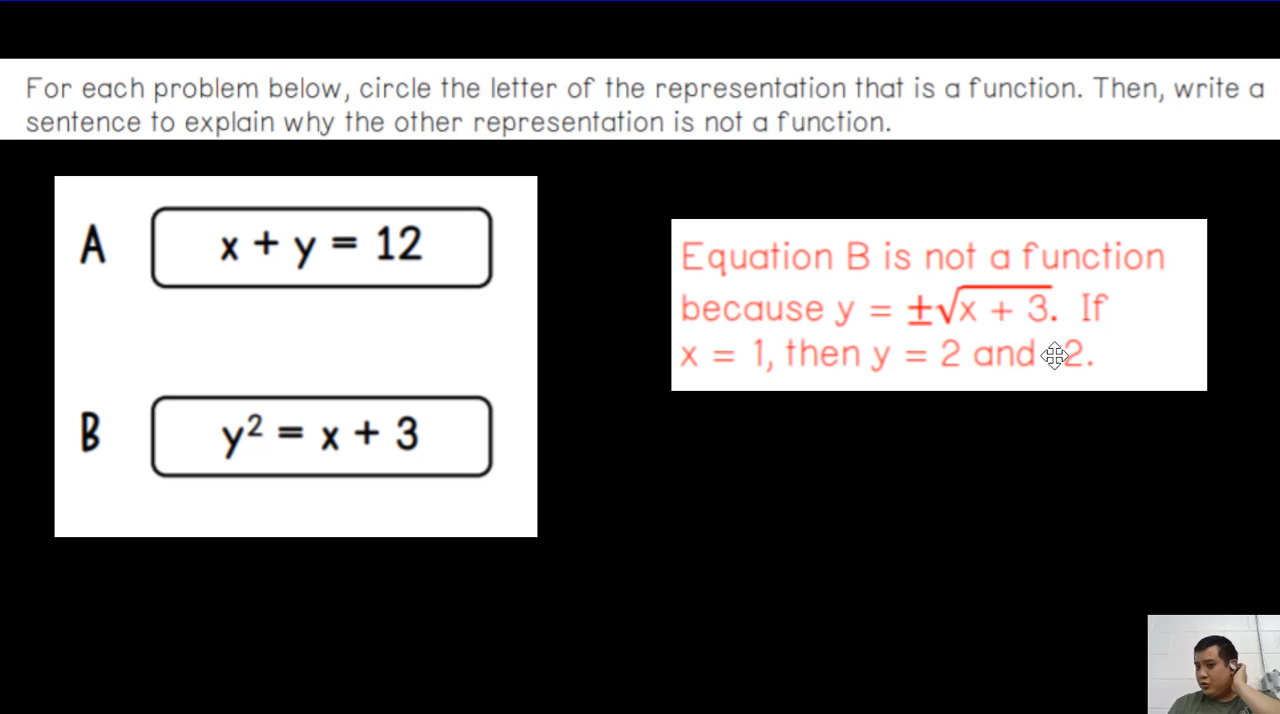 For each problem below, circle the letter of the representation that is a function. Then, write a
sentence to explain why the other representation is not a function.
A
x + y = 12
B
y² = x + 3
Equation B is not a function
because y = ±√x + 3. If
x = 1, then y = 2 and 2.